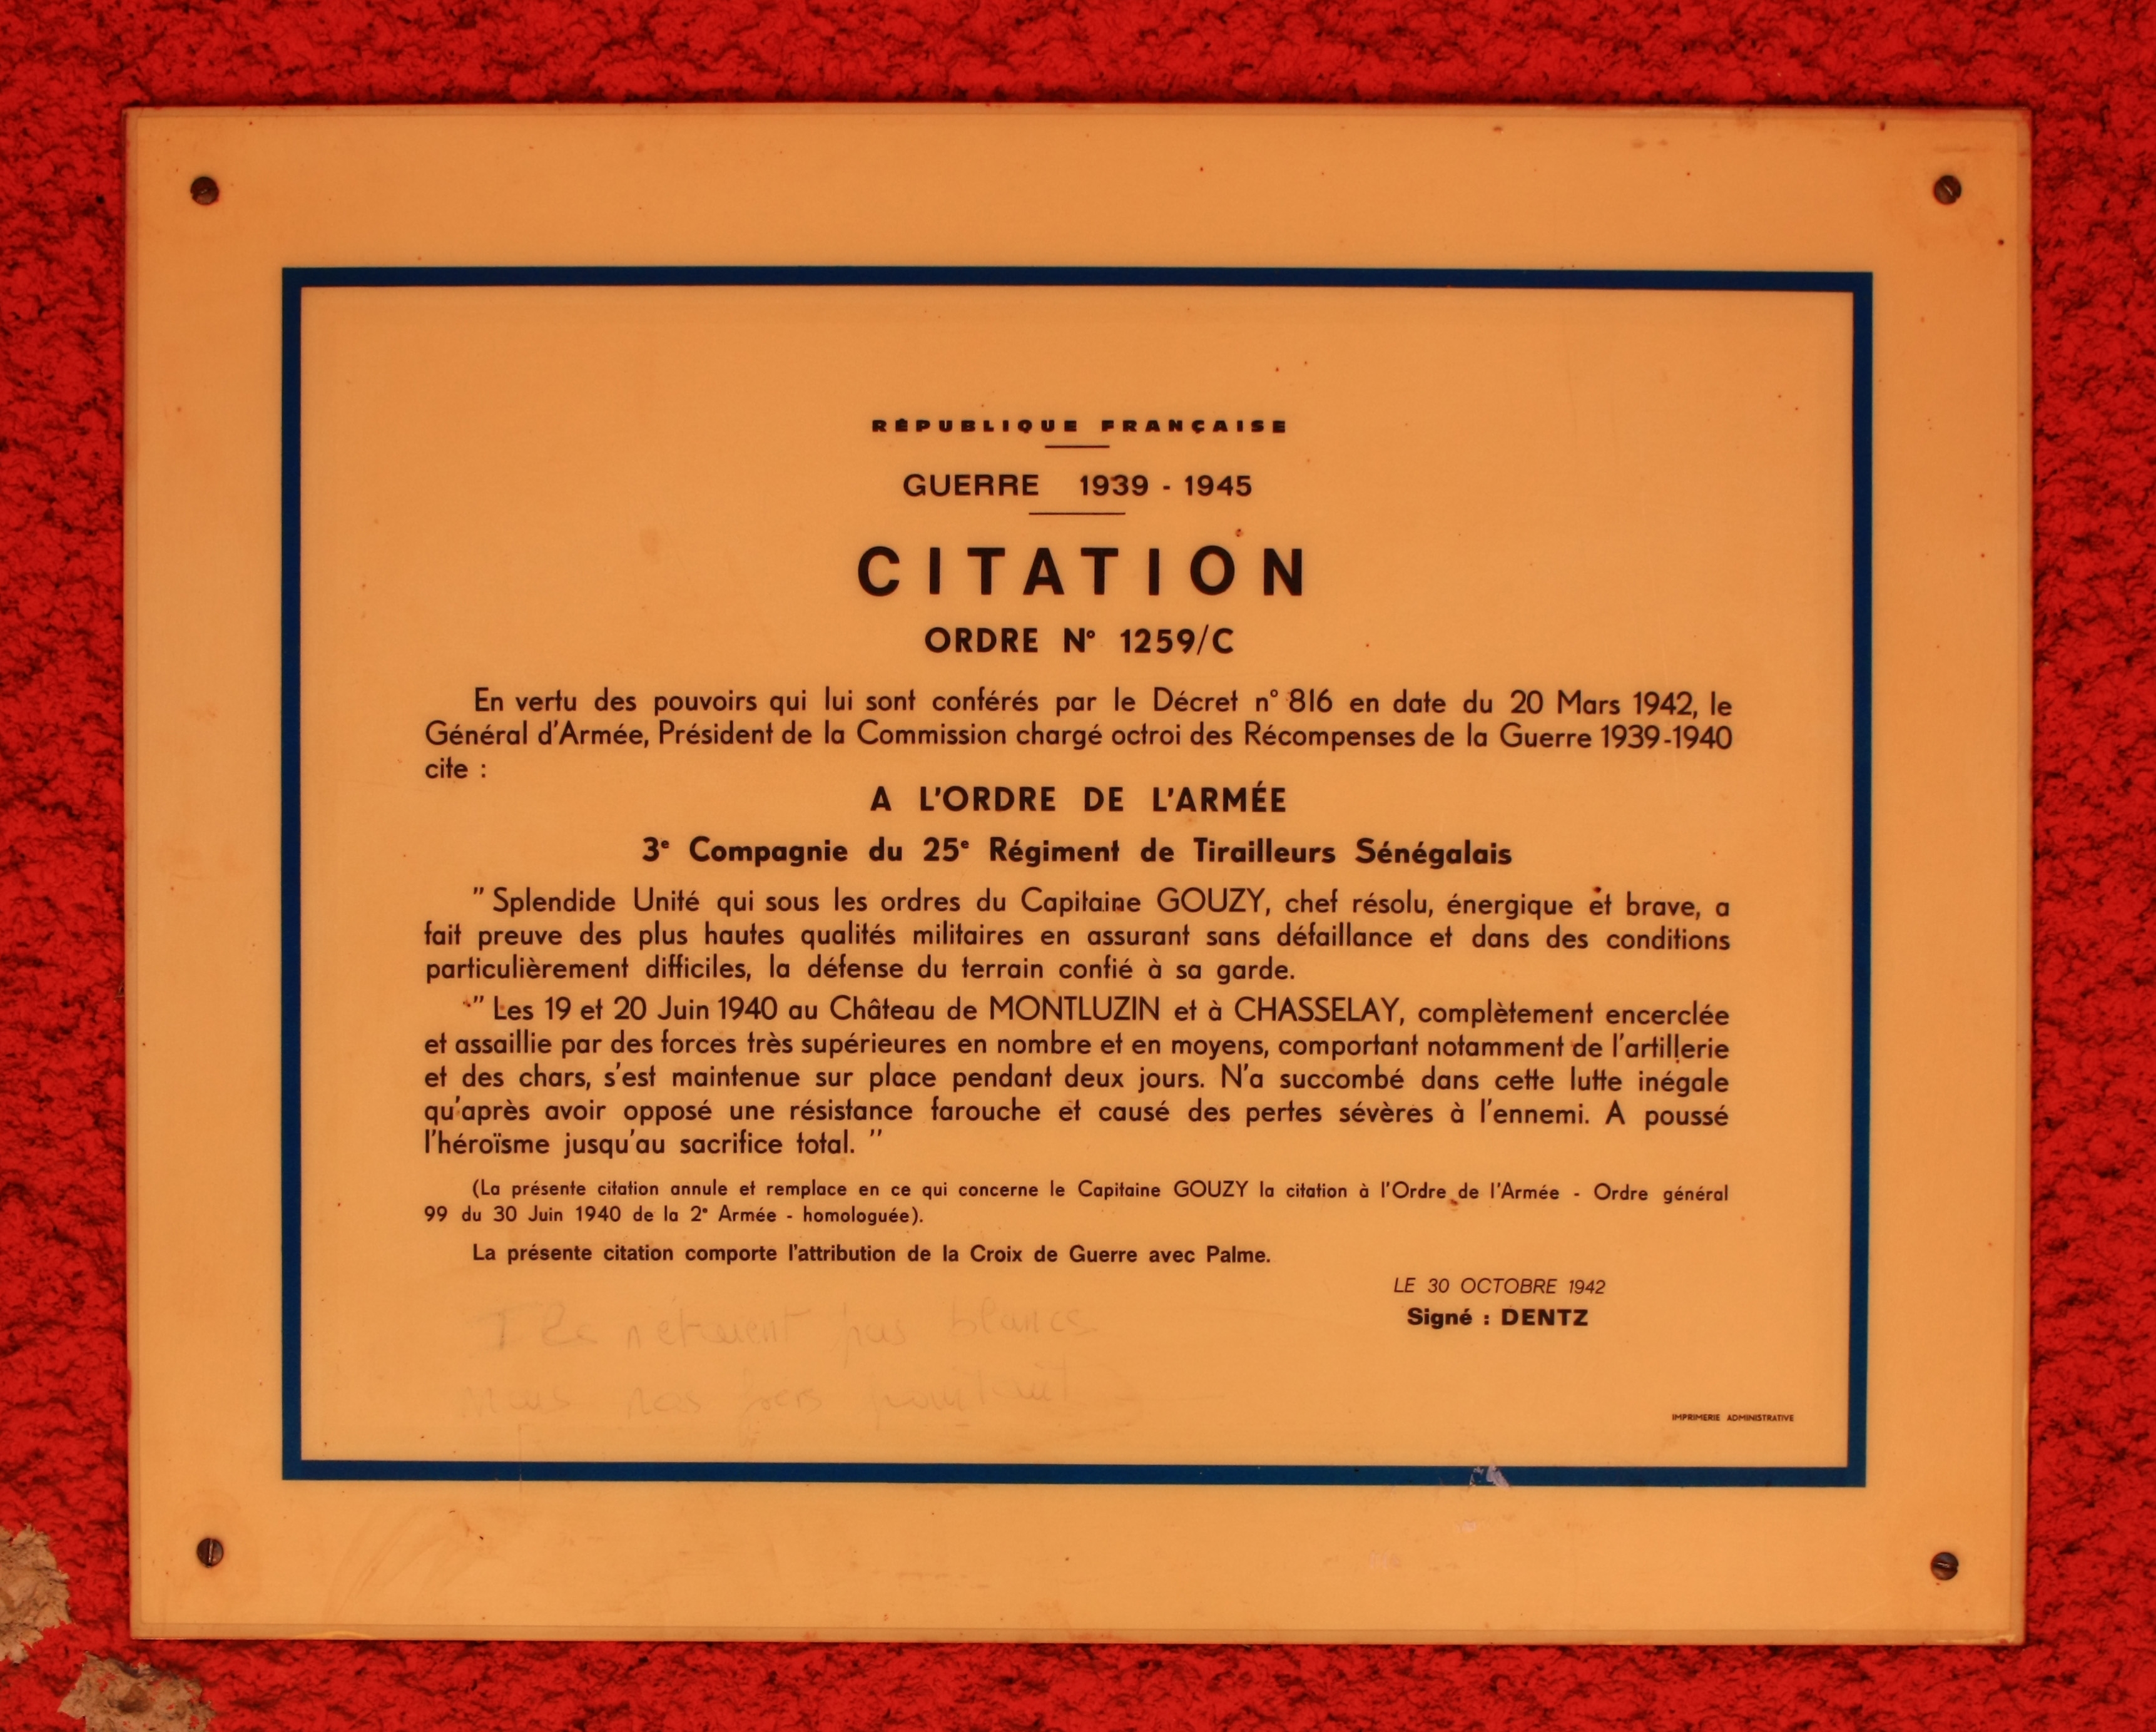 RÉPUBLIQUE FRANÇAISE
GUERRE 1939 - 1945
CITATION
ORDRE N° 1259/C
En vertu des pouvoirs qui lui sont conférés par le Décret n° 816 en date du 20 Mars 1942, le
Général d'Armée, Président de la Commission chargé octroi des Récompenses de la Guerre 1939-1940
cite :
A L'ORDRE DE L'ARMÉE
3e Compagnie du 25e Régiment de Tirailleurs Sénégalais
" Splendide Unité qui sous les ordres du Capitaine GOUZY, chef résolu, énergique et brave, a
fait preuve des plus hautes qualités militaires en assurant sans défaillance et dans des conditions
particulièrement difficiles, la défense du terrain confié à sa garde.
" Les 19 et 20 Juin 1940 au Château de MONTLUZIN et à CHASSELAY, complètement encerclée
et assaillie par des forces très supérieures en nombre et en moyens, comportant notamment de l'artillerie
et des chars, s'est maintenue sur place pendant deux jours. N'a succombé dans cette lutte inégale
qu'après avoir opposé une résistance farouche et causé des pertes sévères à l'ennemi. A poussé
l'héroïsme jusqu'au sacrifice total. "
(La présente citation annule et remplace en ce qui concerne le Capitaine GOUZY la citation à l'Ordre de l'Armée - Ordre général
99 du 30 Juin 1940 de la 2e Armée - homologuée).
La présente citation comporte l'attribution de la Croix de Guerre avec Palme.
LE 30 OCTOBRE 1942
Signé : DENTZ
Ils n'étaient pas blancs
Mais nos pourtant
IMPRIMERIE ADMINISTRATIVE